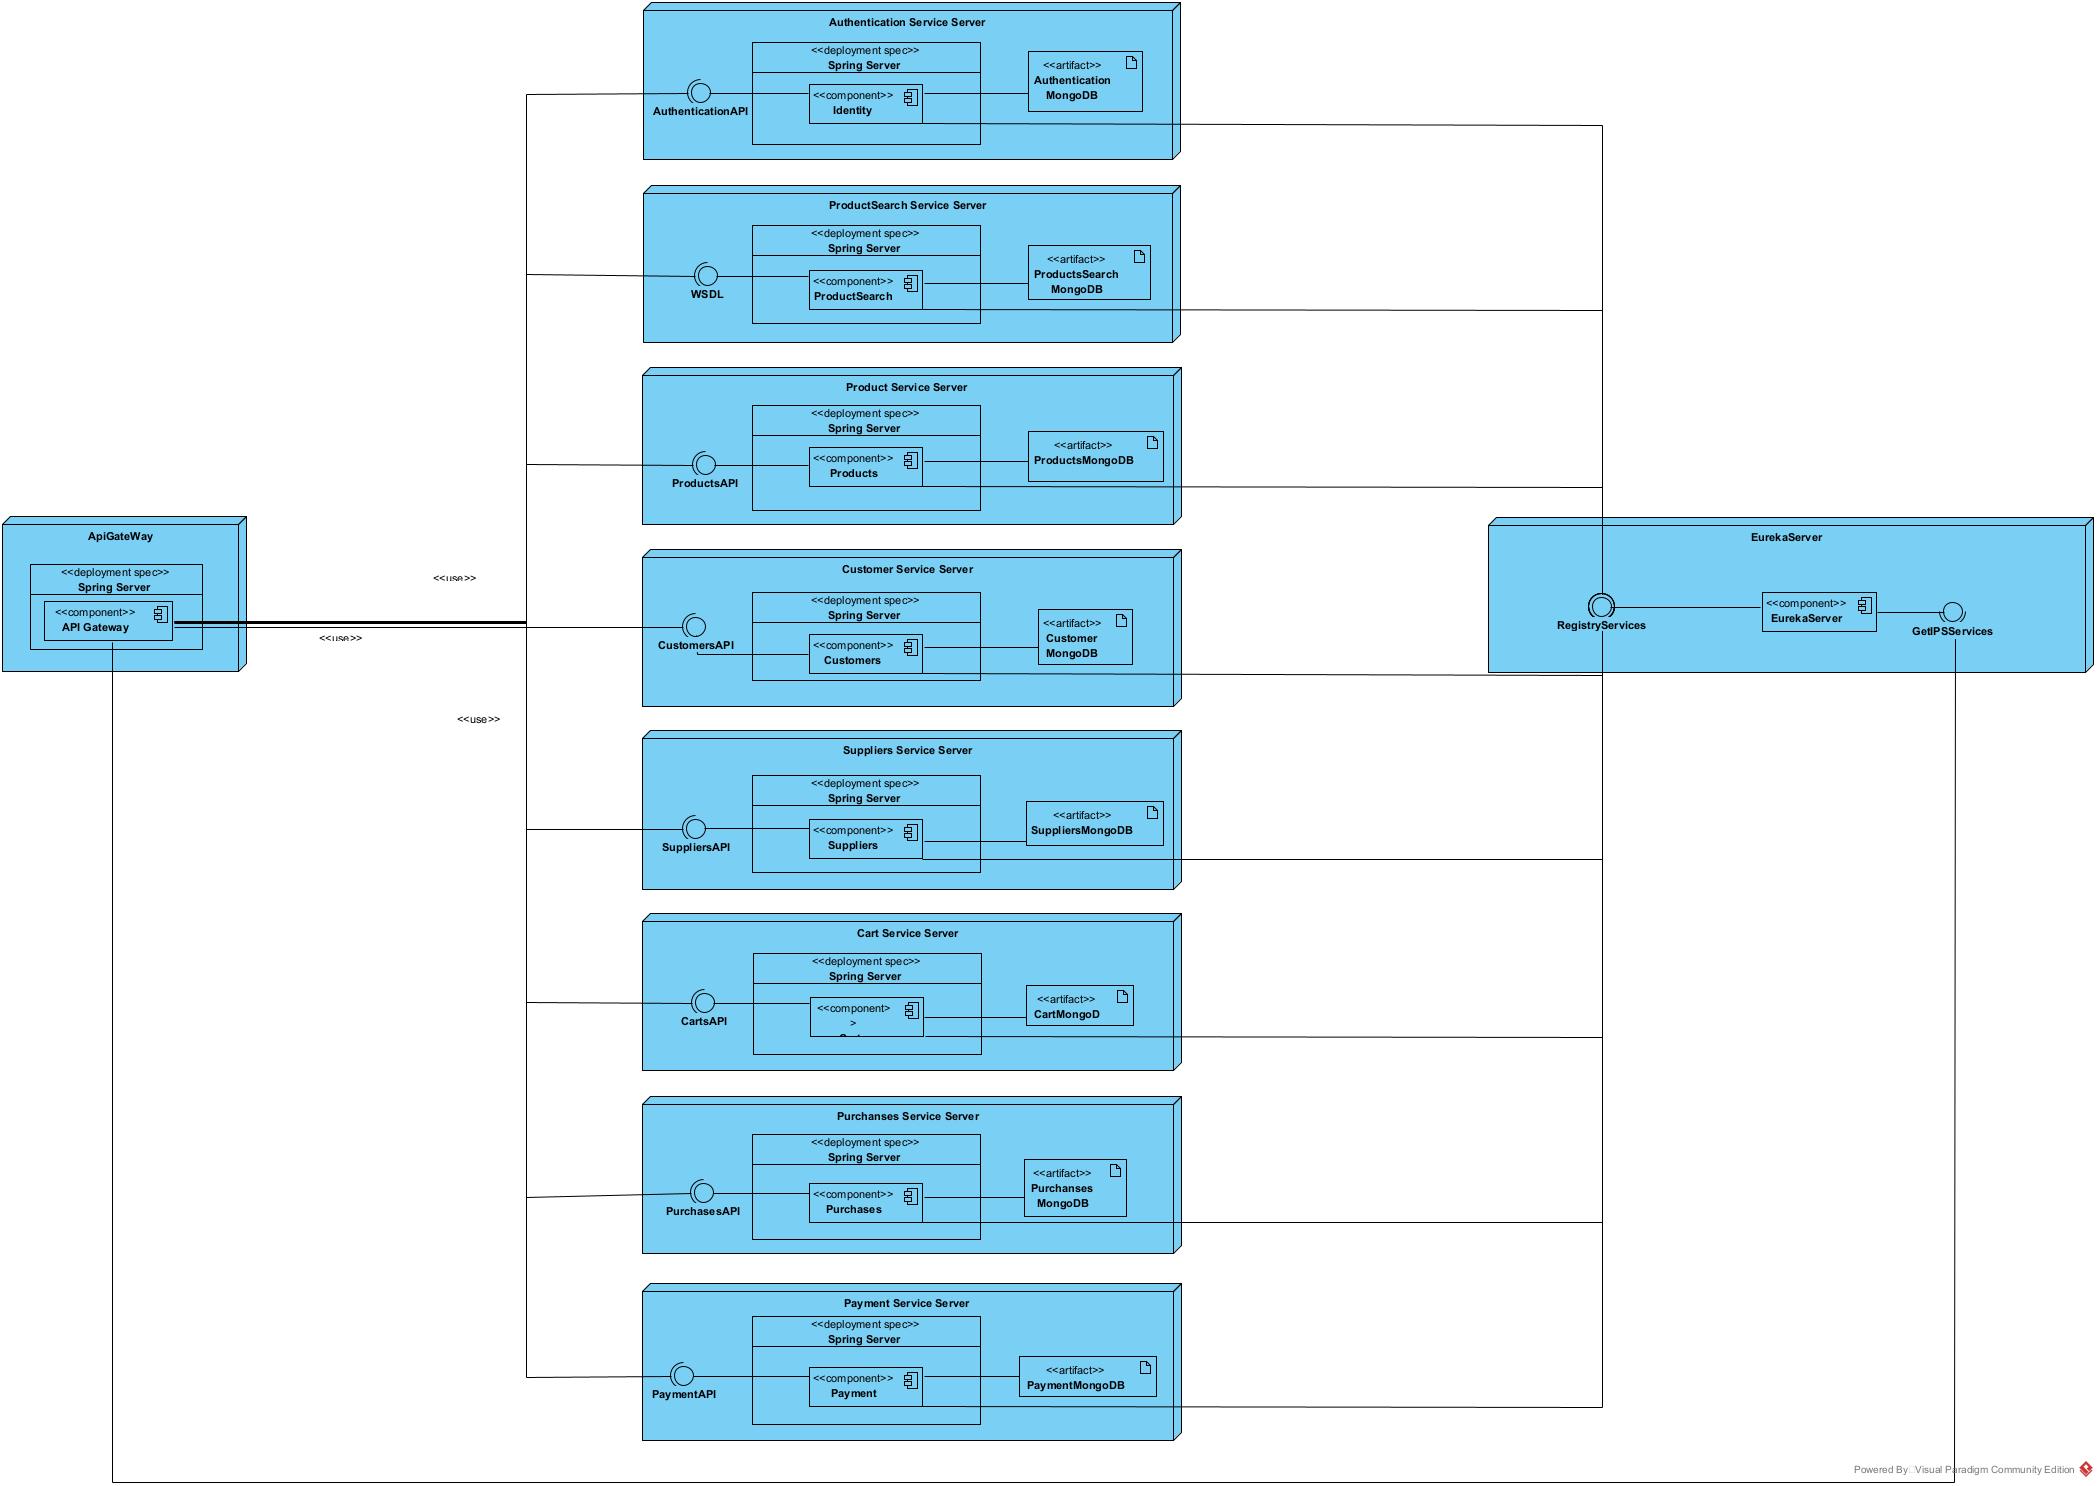 Authentication Service Server
<<deployment spec>>
Spring Server
<<component>>
Identity
<<artifact>>
Authentication
MongoDB
AuthenticationAPI
ProductSearch Service Server
<<deployment spec>>
Spring Server
<<component>>
ProductSearch
<<artifact>>
ProductsSearch
MongoDB
WSDL
Product Service Server
<<deployment spec>>
Spring Server
<<component>>
Products
<<artifact>>
ProductsMongoDB
ProductsAPI
ApiGateWay
<<deployment spec>>
Spring Server
<<component>>
API Gateway
<<use>>
<<use>>
<<use>>
Customer Service Server
<<deployment spec>>
Spring Server
<<component>>
Customers
<<artifact>>
Customer
MongoDB
CustomersAPI
EurekaServer
RegistryServices
<<component>>
EurekaServer
GetIPSServices
Suppliers Service Server
<<deployment spec>>
Spring Server
<<component>>
Suppliers
<<artifact>>
SuppliersMongoDB
SuppliersAPI
Cart Service Server
<<deployment spec>>
Spring Server
<<component>
>
<<artifact>>
CartMongoD
CartsAPI
Purchanses Service Server
<<deployment spec>>
Spring Server
<<component>>
Purchases
<<artifact>>
Purchanses
MongoDB
PurchasesAPI
Payment Service Server
<<deployment spec>>
Spring Server
<<component>>
Payment
<<artifact>>
PaymentMongoDB
PaymentAPI
Powered By Visual Paradigm Community Edition